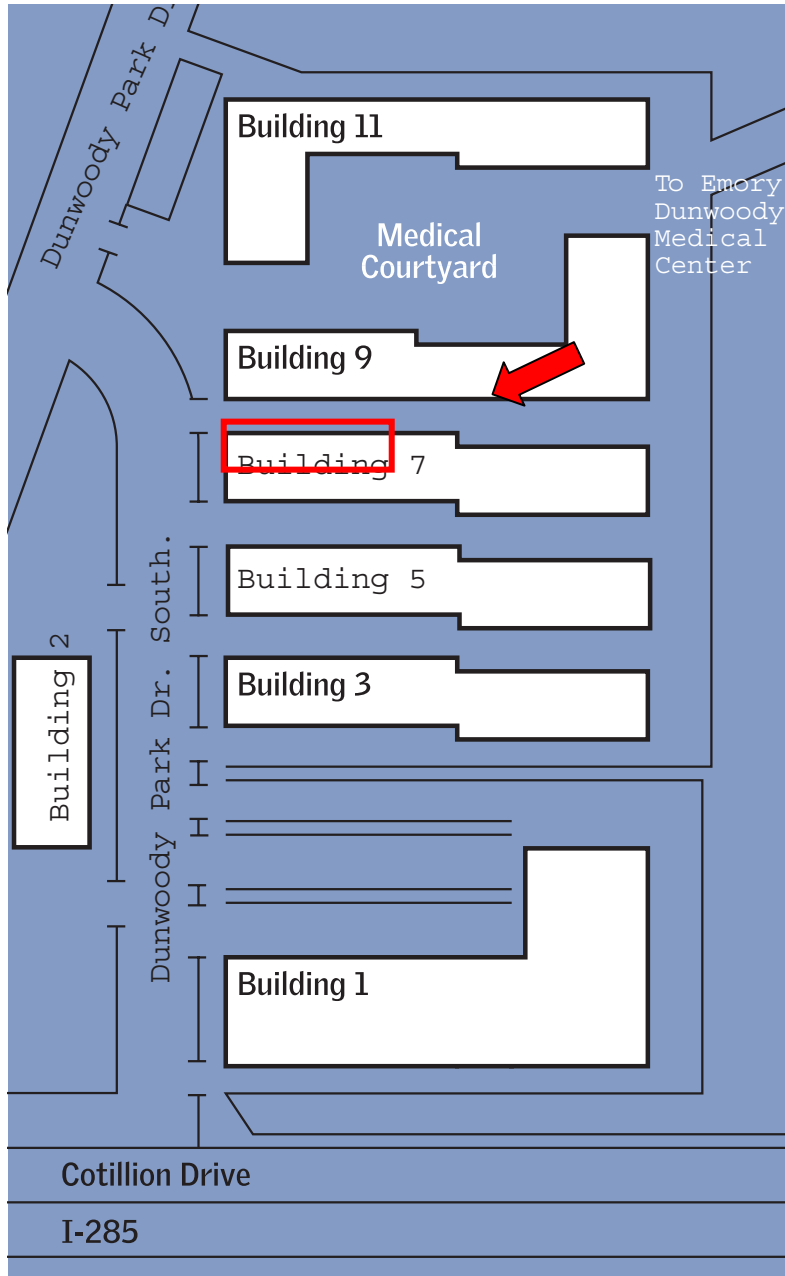 Dunwoody Park D
Building 11
To Emory
Dunwoody
Medical
Center
Medical
Courtyard
Building 9
Building 7
Building 5
Building 3
Building 2
Dunwoody Park Dr. South.
Building 1
Cotillion Drive
I-285